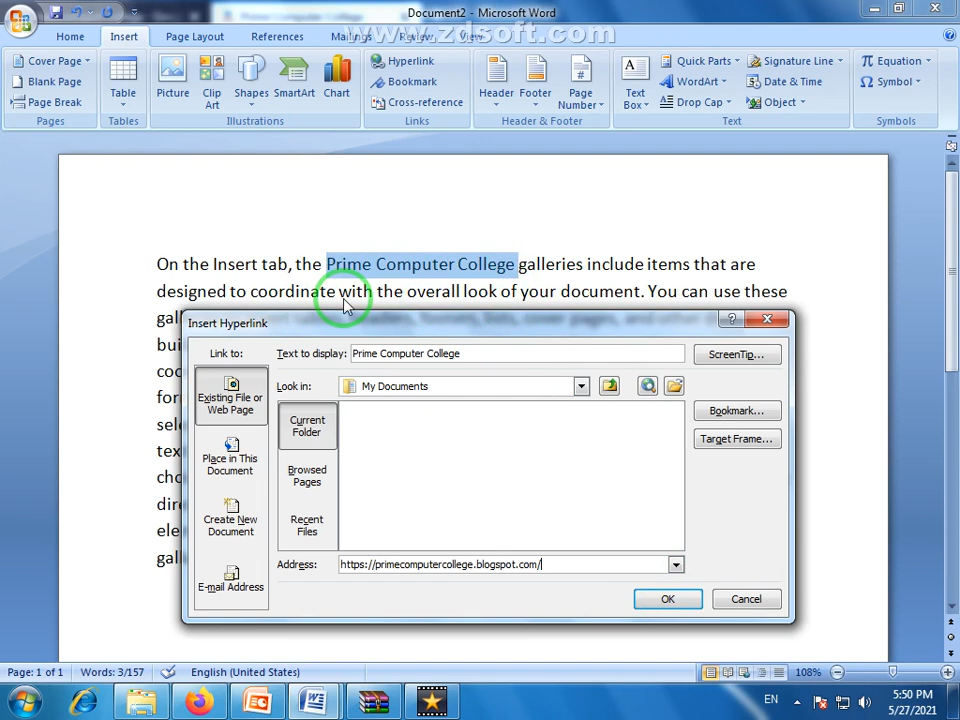 Document2 - Microsoft Word
Home Insert Page Layout References Mailings Review View
www.zdsoft.com
Cover Page
Blank Page
Page Break
Pages
Table
Tables
Picture
Clip Art
Shapes
SmartArt
Chart
Illustrations
Hyperlink
Bookmark
Cross-reference
Links
Header
Footer
Page Number
Header & Footer
Text Box
Quick Parts
WordArt
Drop Cap
Signature Line
Date & Time
Object
Text
Equation
Symbol
Symbols
On the Insert tab, the Prime Computer College galleries include items that are
designed to coordinate with the overall look of your document. You can use these
Insert Hyperlink
Link to:
Text to display: Prime Computer College
ScreenTip...
Existing File or Web Page
Look in: My Documents
Current Folder
Bookmark...
Target Frame...
Place in This Document
Browsed Pages
Create New Document
Recent Files
E-mail Address
Address: https://primecomputercollege.blogspot.com/
OK Cancel
Page: 1 of 1 Words: 3/157 English (United States) 108%
EN
5:50 PM
5/27/2021